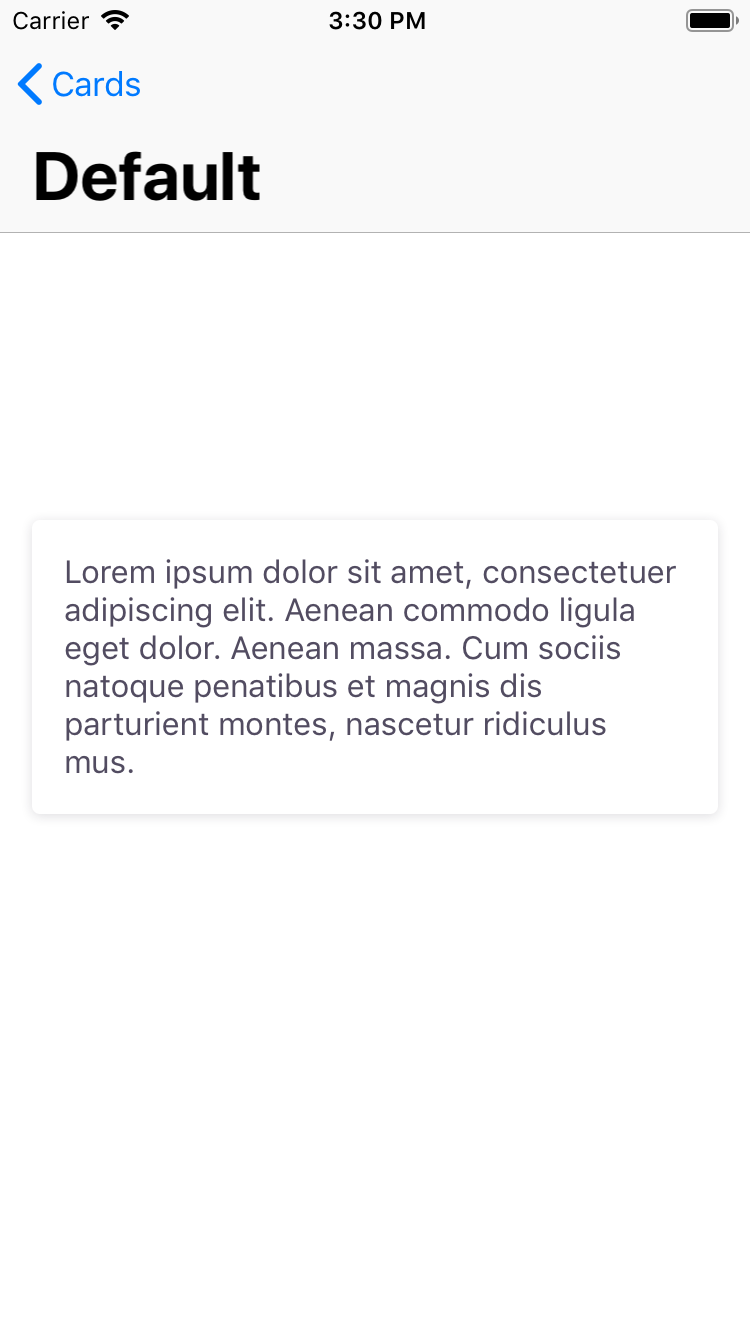 Carrier 3:30 PM
Cards
Default
Lorem ipsum dolor sit amet, consectetuer
adipiscing elit. Aenean commodo ligula
eget dolor. Aenean massa. Cum sociis
natoque penatibus et magnis dis
parturient montes, nascetur ridiculus
mus.